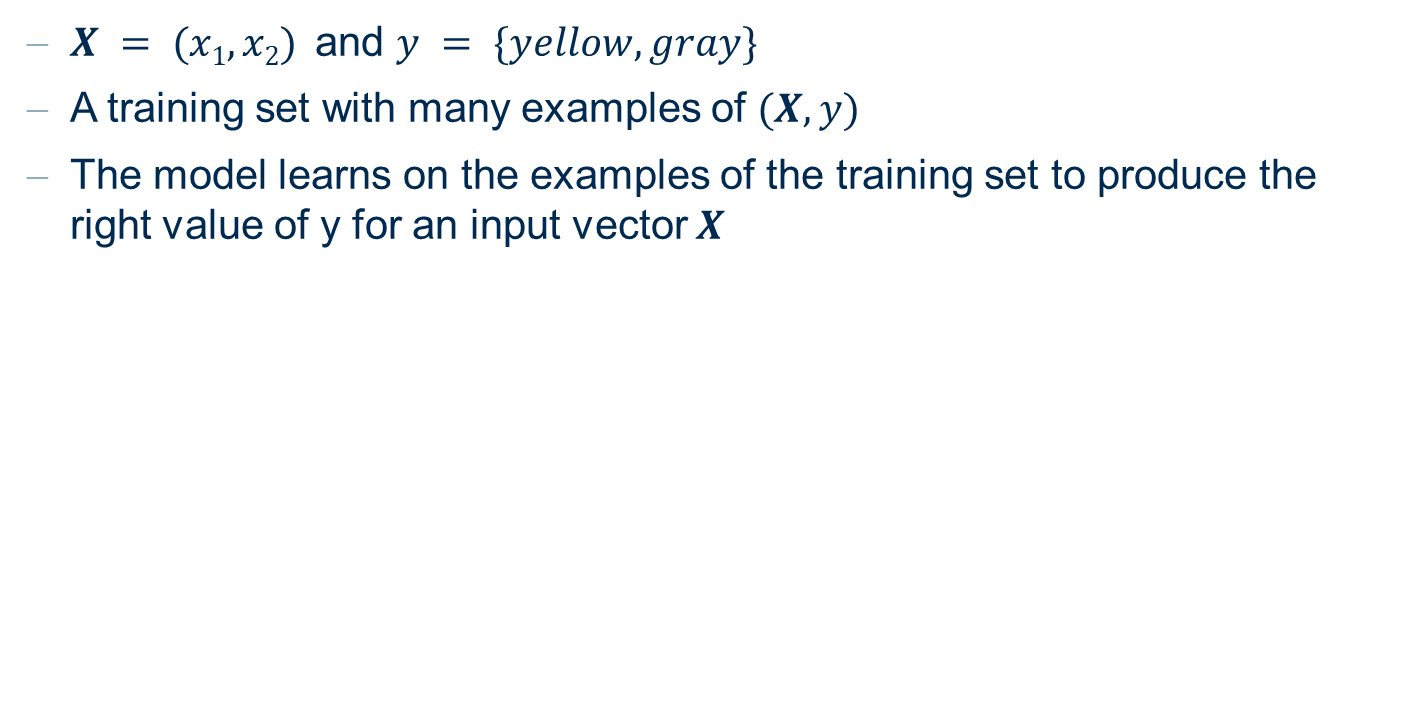 – X = (x₁, x₂) and y = {yellow, gray}
– A training set with many examples of (X, y)
– The model learns on the examples of the training set to produce the
right value of y for an input vector X